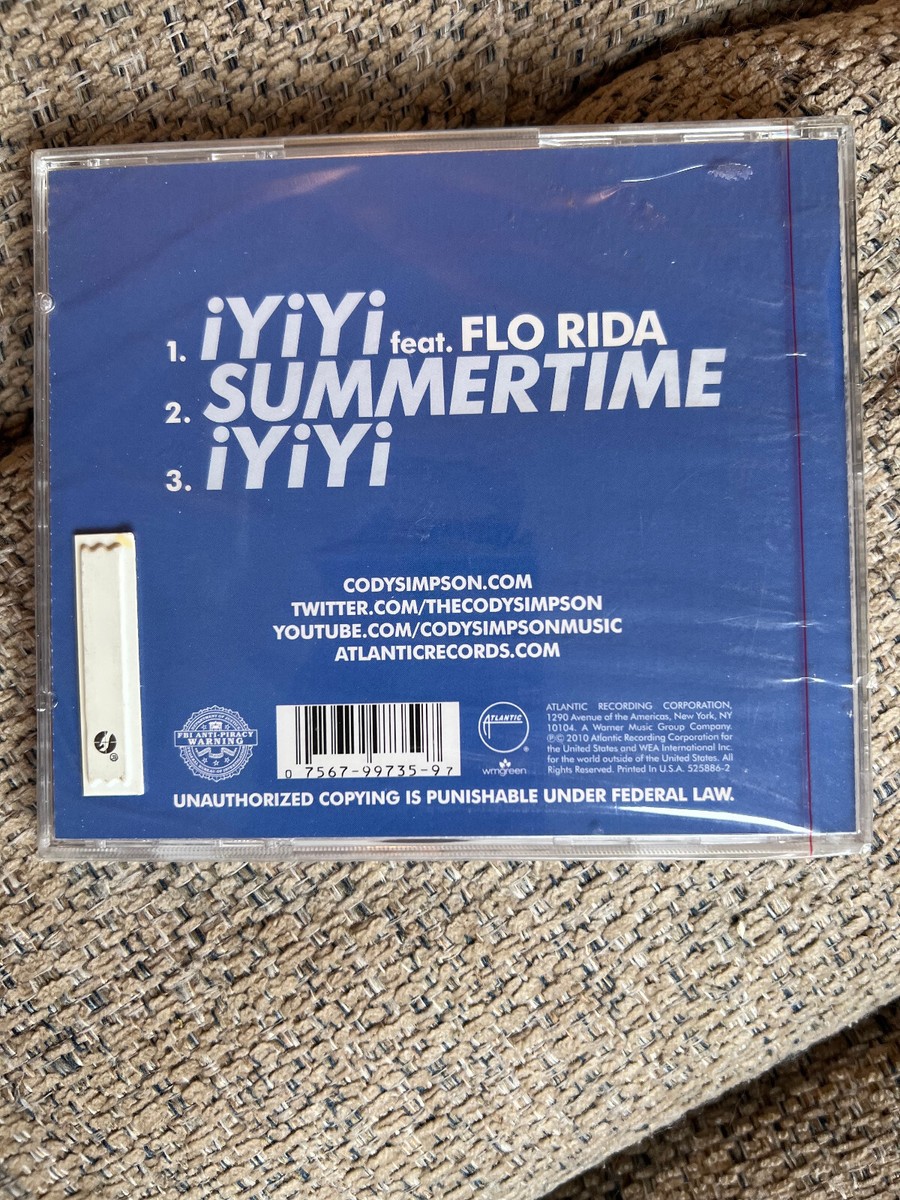 1. iYiYi feat. FLO RIDA
2. SUMMERTIME
3. iYiYi
CODYSIMPSON.COM
TWITTER.COM/THECODYSIMPSON
YOUTUBE.COM/CODYSIMPSONMUSIC
ATLANTICRECORDS.COM
FBI ANTI-PIRACY
WARNING
0 7567-99735-9 7
ATLANTIC
®
wmgreen
ATLANTIC RECORDING CORPORATION,
1290 Avenue of the Americas, New York, NY
10104. A Warner Music Group Company.
℗© 2010 Atlantic Recording Corporation for
the United States and WEA International Inc.
for the world outside of the United States. All
Rights Reserved. Printed In U.S.A. 525886-2
UNAUTHORIZED COPYING IS PUNISHABLE UNDER FEDERAL LAW.